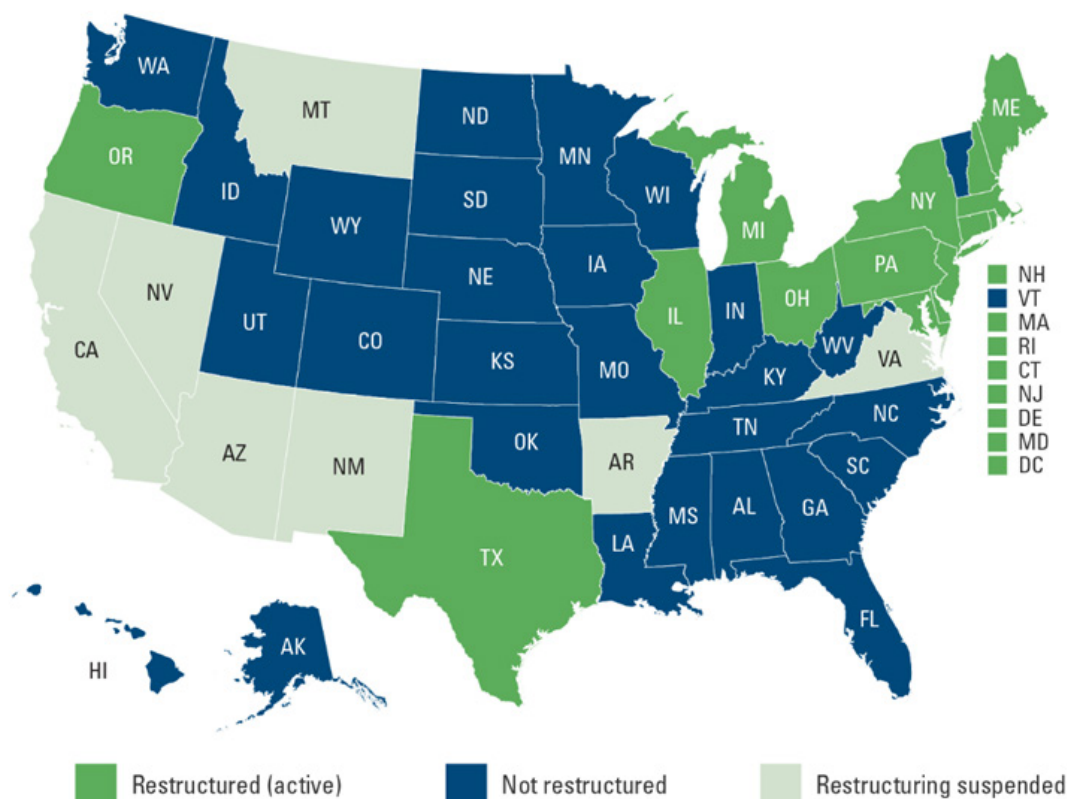 WA
MT
ND
MN
ME
OR
ID
SD
WI
NY
WY
MI
IA
PA
NE
NH
NV
OH
VT
UT
IL
IN
MA
CA
CO
WV
VA
RI
KS
MO
KY
CT
NJ
NC
DE
TN
MD
OK
AZ
NM
AR
SC
DC
MS
AL
GA
LA
TX
FL
AK
HI
Restructured (active)
Not restructured
Restructuring suspended